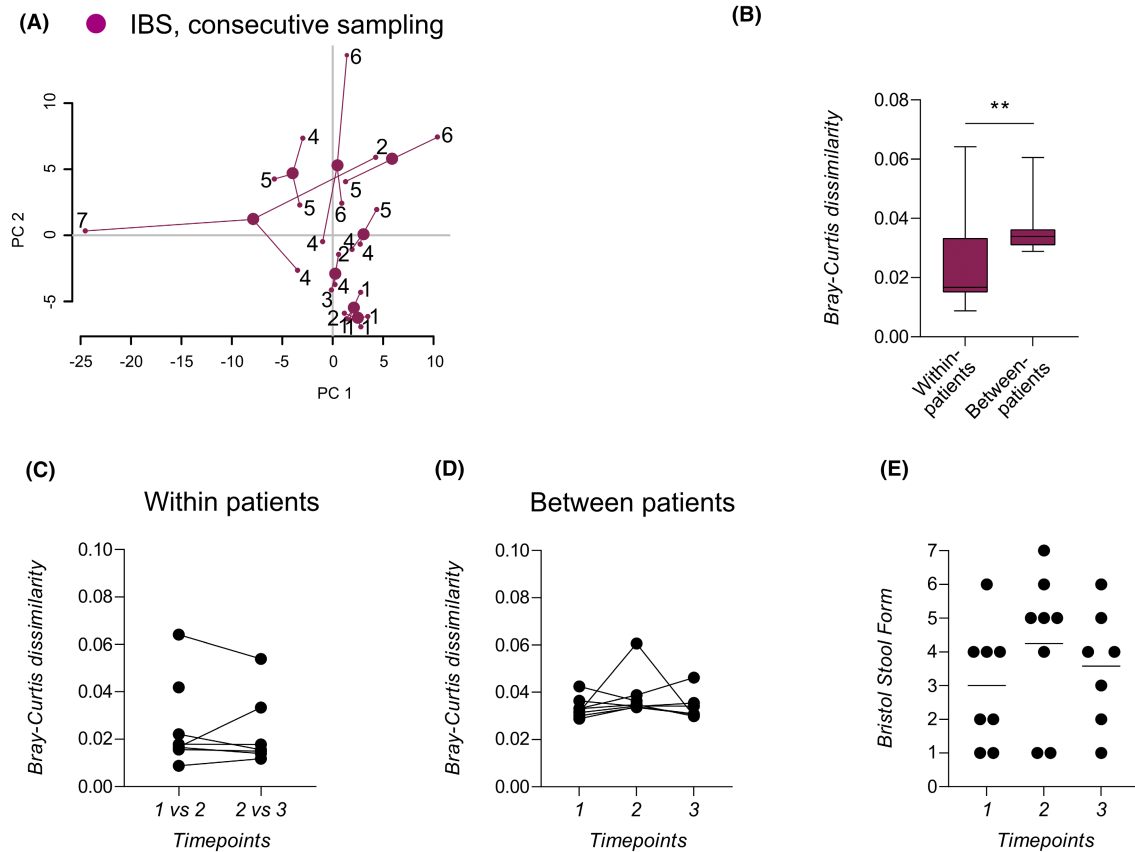 (A)
IBS, consecutive sampling
PC 2
10
5
0
-5
6
6
4
2
5
5
5
6
5
7
4
4
4
2
4
4
3
1
2
1
1
1
1
-25 -20 -15 -10 -5 0 5 10
PC 1
(B)
Bray-Curtis dissimilarity
0.08
0.06
0.04
0.02
0.00
**
Within-
patients
Between-
patients
(C)
Within patients
Bray-Curtis dissimilarity
0.10
0.08
0.06
0.04
0.02
0.00
1 vs 2 2 vs 3
Timepoints
(D)
Between patients
Bray-Curtis dissimilarity
0.10
0.08
0.06
0.04
0.02
0.00
1 2 3
Timepoints
(E)
Bristol Stool Form
7
6
5
4
3
2
1
0
1 2 3
Timepoints